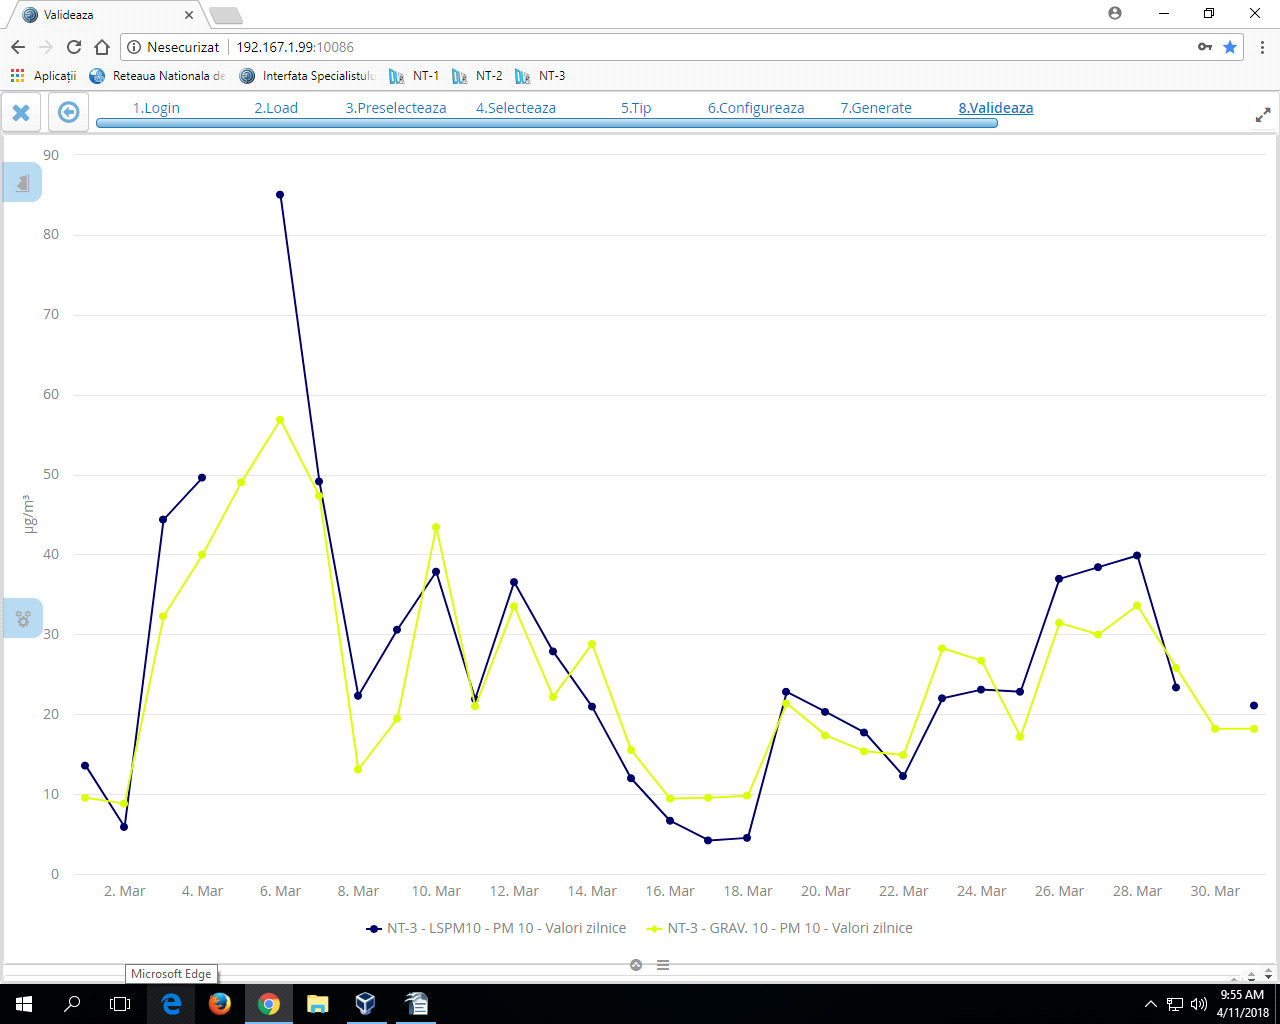 Valideaza
Nesecurizat 192.167.1.99:10086
Aplicații Reteaua Nationala de Interfata Specialistulu NT-1 NT-2 NT-3
1.Login 2.Load 3.Preselecteaza 4.Selecteaza 5.Tip 6.Configureaza 7.Generate 8.Valideaza
90
80
70
60
50
40
30
20
10
0
µg/m³
2. Mar 4. Mar 6. Mar 8. Mar 10. Mar 12. Mar 14. Mar 16. Mar 18. Mar 20. Mar 22. Mar 24. Mar 26. Mar 28. Mar 30. Mar
NT-3 - LSPM10 - PM 10 - Valori zilnice NT-3 - GRAV. 10 - PM 10 - Valori zilnice
Microsoft Edge
9:55 AM
4/11/2018